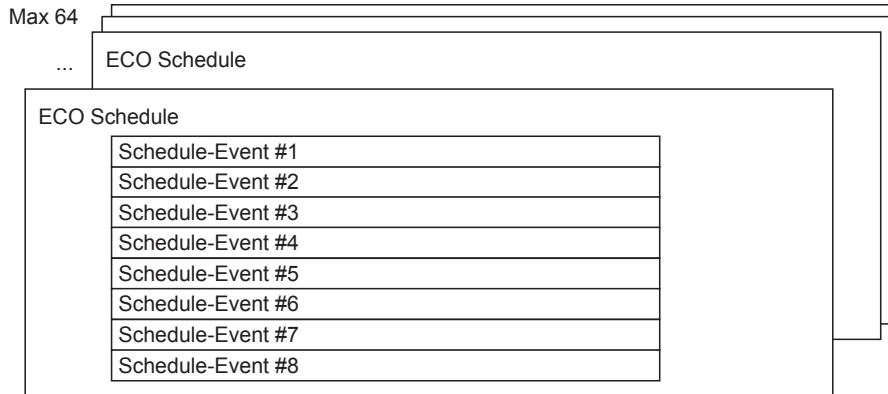 Max 64
...
ECO Schedule
ECO Schedule
Schedule-Event #1
Schedule-Event #2
Schedule-Event #3
Schedule-Event #4
Schedule-Event #5
Schedule-Event #6
Schedule-Event #7
Schedule-Event #8